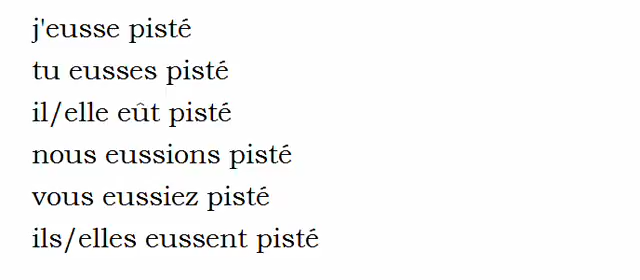 j'eusse pisté
tu eusses pisté
il/elle eût pisté
nous eussions pisté
vous eussiez pisté
ils/elles eussent pisté